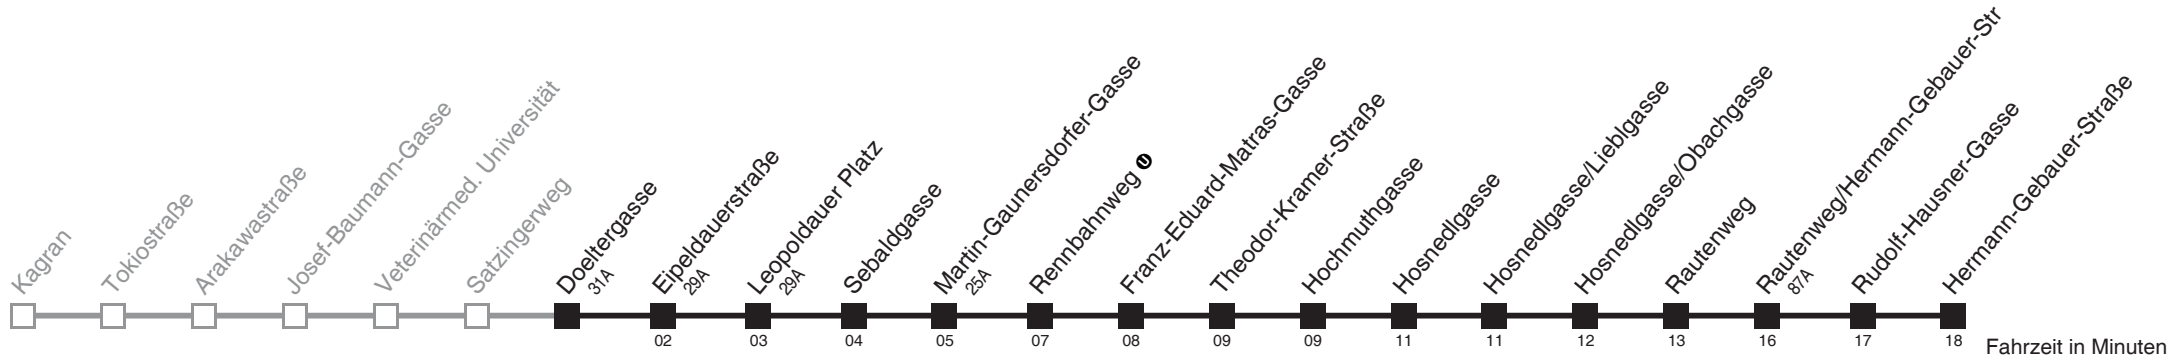 Kagran
Tokiostraße
Arakawastraße
Josef-Baumann-Gasse
Veterinärmed. Universität
Satzingerweg
Doeltergasse
31A
Eipeldauerstraße
29A
Leopoldauer Platz
29A
Sebaldgasse
Martin-Gaunersdorfer-Gasse
25A
Rennbahnweg U
Franz-Eduard-Matras-Gasse
Theodor-Kramer-Straße
Hochmuthgasse
Hosnedlgasse
Hosnedlgasse/Lieblgasse
Hosnedlgasse/Obachgasse
Rautenweg
Rautenweg/Hermann-Gebauer-Str
87A
Rudolf-Hausner-Gasse
Hermann-Gebauer-Straße
02 03 04 05 07 08 09 09 11 11 12 13 16 17 18 Fahrzeit in Minuten